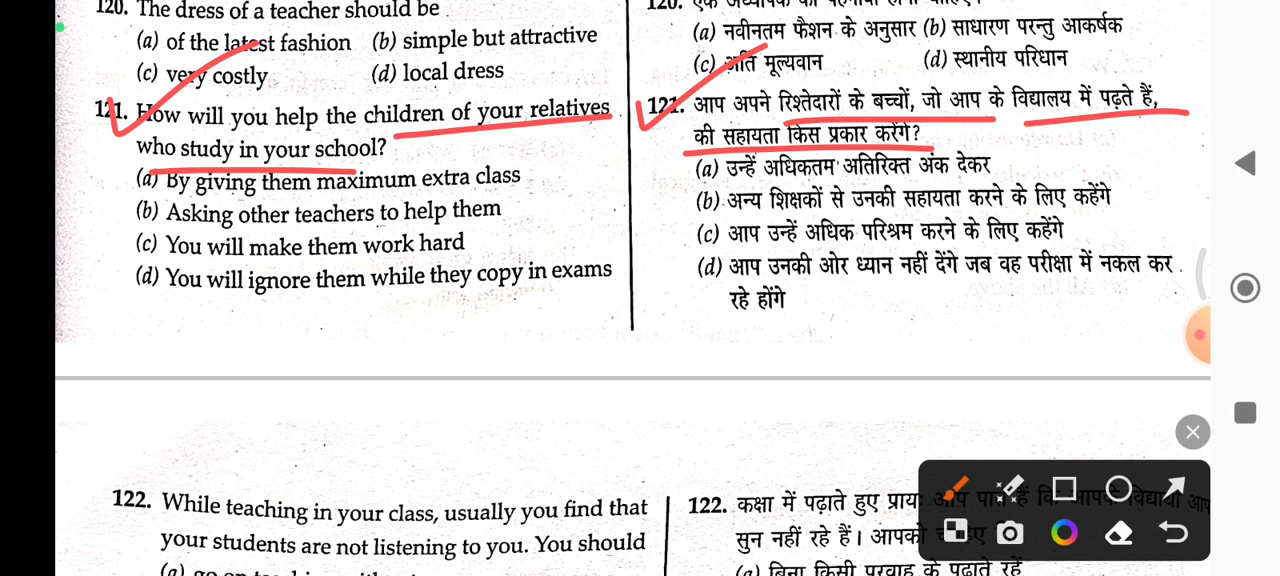 120. The dress of a teacher should be
(a) of the latest fashion (b) simple but attractive
(c) very costly (d) local dress
121. How will you help the children of your relatives
who study in your school?
(a) By giving them maximum extra class
(b) Asking other teachers to help them
(c) You will make them work hard
(d) You will ignore them while they copy in exams
(a) नवीनतम फैशन के अनुसार (b) साधारण परन्तु आकर्षक
(c) अति मूल्यवान (d) स्थानीय परिधान
121. आप अपने रिश्तेदारों के बच्चों, जो आप के विद्यालय में पढ़ते हैं,
की सहायता किस प्रकार करेंगे?
(a) उन्हें अधिकतम अतिरिक्त अंक देकर
(b) अन्य शिक्षकों से उनकी सहायता करने के लिए कहेंगे
(c) आप उन्हें अधिक परिश्रम करने के लिए कहेंगे
(d) आप उनकी ओर ध्यान नहीं देंगे जब वह परीक्षा में नकल कर
रहे होंगे
122. While teaching in your class, usually you find that
your students are not listening to you. You should
122. कक्षा में पढ़ाते हुए प्रायः आप पाते हैं कि आपके विद्यार्थी
सुन नहीं रहे हैं। आपको
(a) बिना किसी परवाह के पढ़ाते रहें